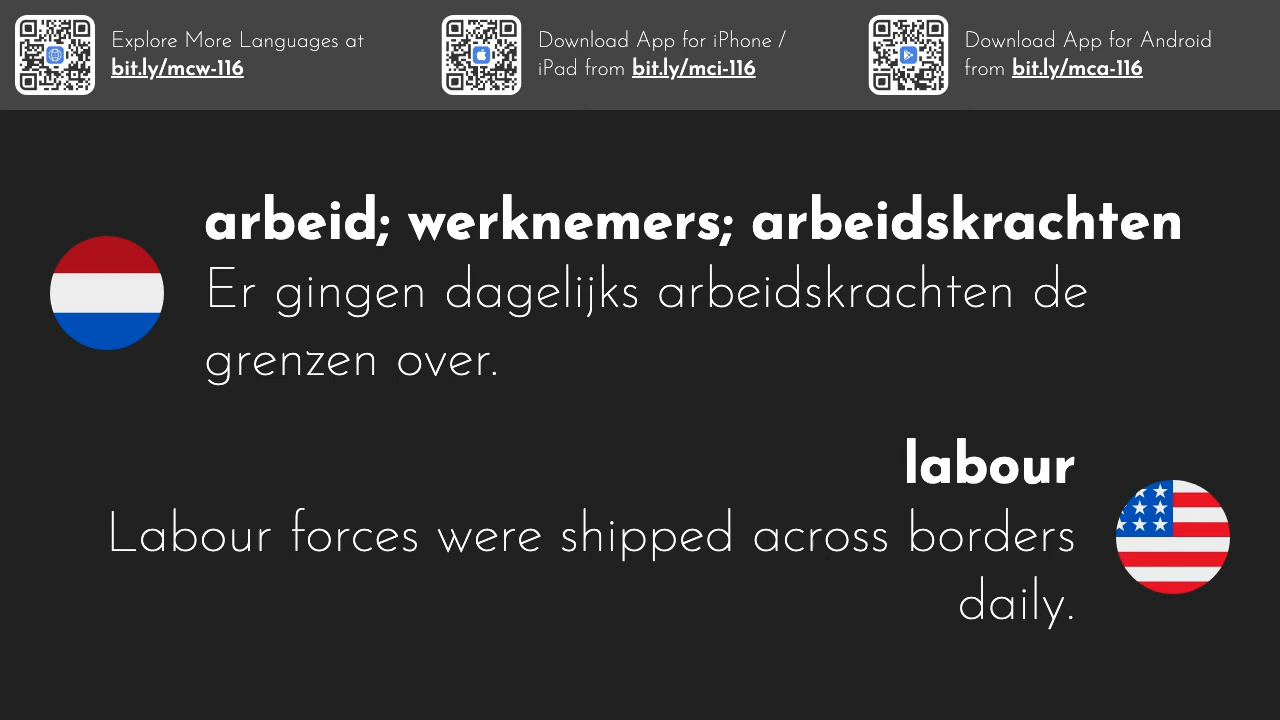 Explore More Languages at
bit.ly/mcw-116
Download App for iPhone /
iPad from bit.ly/mci-116
Download App for Android
from bit.ly/mca-116
arbeid; werknemers; arbeidskrachten
Er gingen dagelijks arbeidskrachten de
grenzen over.
labour
Labour forces were shipped across borders
daily.